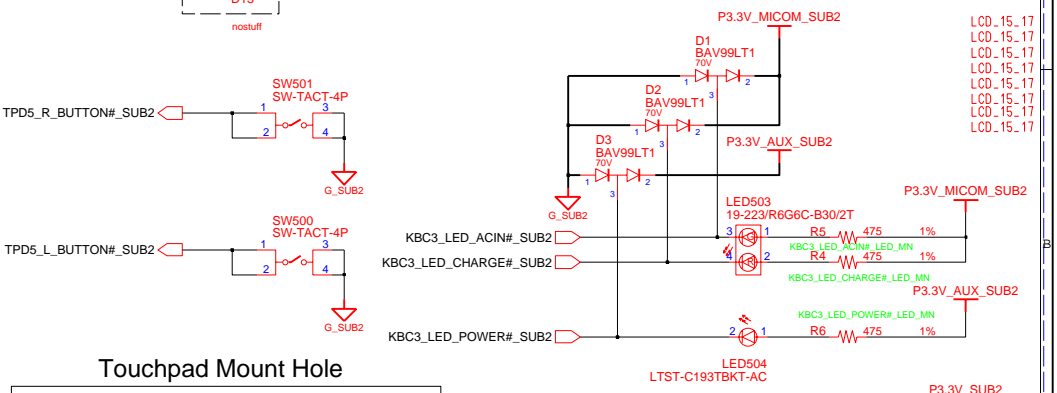 D15
nostuff
P3.3V_MICOM_SUB2
LCD_15_17
LCD_15_17
LCD_15_17
LCD_15_17
LCD_15_17
LCD_15_17
LCD_15_17
LCD_15_17
D1
BAV99LT1
70V
1
2
3
D2
BAV99LT1
70V
1
2
3
D3
BAV99LT1
70V
1
2
3
P3.3V_AUX_SUB2
G_SUB2
SW501
SW-TACT-4P
TPD5_R_BUTTON#_SUB2
1
3
2
4
G_SUB2
SW500
SW-TACT-4P
TPD5_L_BUTTON#_SUB2
1
3
2
4
G_SUB2
P3.3V_MICOM_SUB2
LED503
19-223/R6G6C-B30/2T
KBC3_LED_ACIN#_SUB2
3
1
R5
475
1%
KBC3_LED_ACIN#_LED_MN
KBC3_LED_CHARGE#_SUB2
4
2
R4
475
1%
KBC3_LED_CHARGE#_LED_MN
P3.3V_AUX_SUB2
KBC3_LED_POWER#_LED_MN
KBC3_LED_POWER#_SUB2
2
1
R6
475
1%
LED504
LTST-C193TBKT-AC
B
Touchpad Mount Hole
P3.3V_SUB2